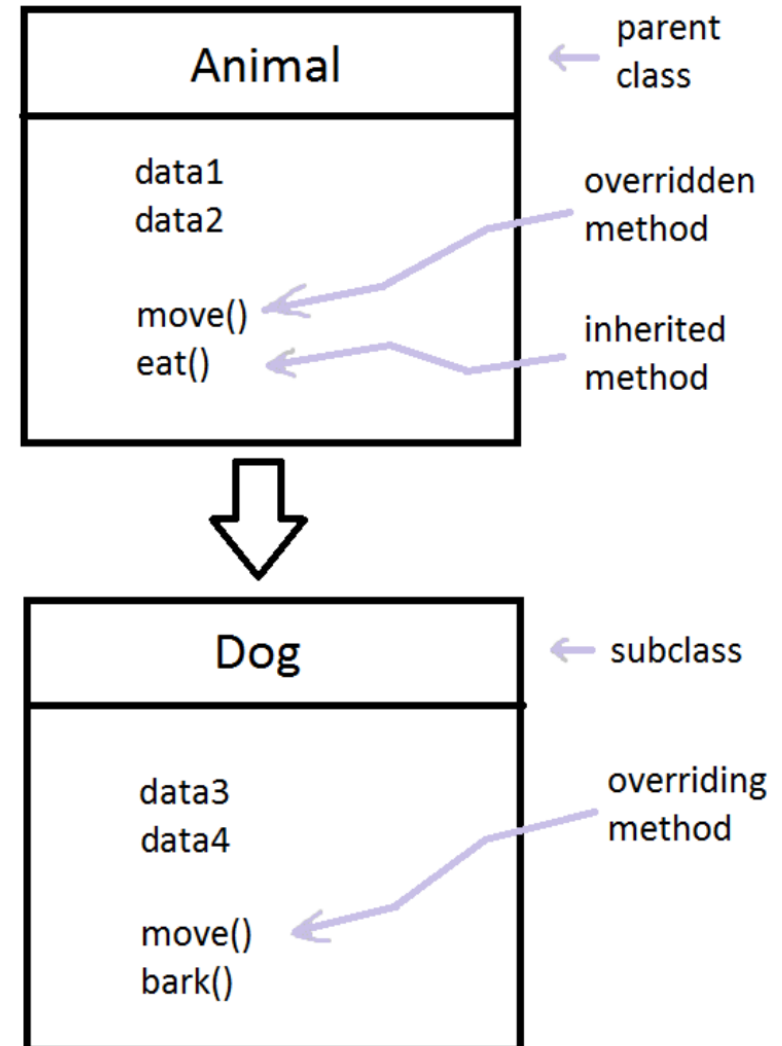 Animal
parent
class
data1
data2
overridden
method
move()
eat()
inherited
method
Dog
subclass
data3
data4
overriding
method
move()
bark()